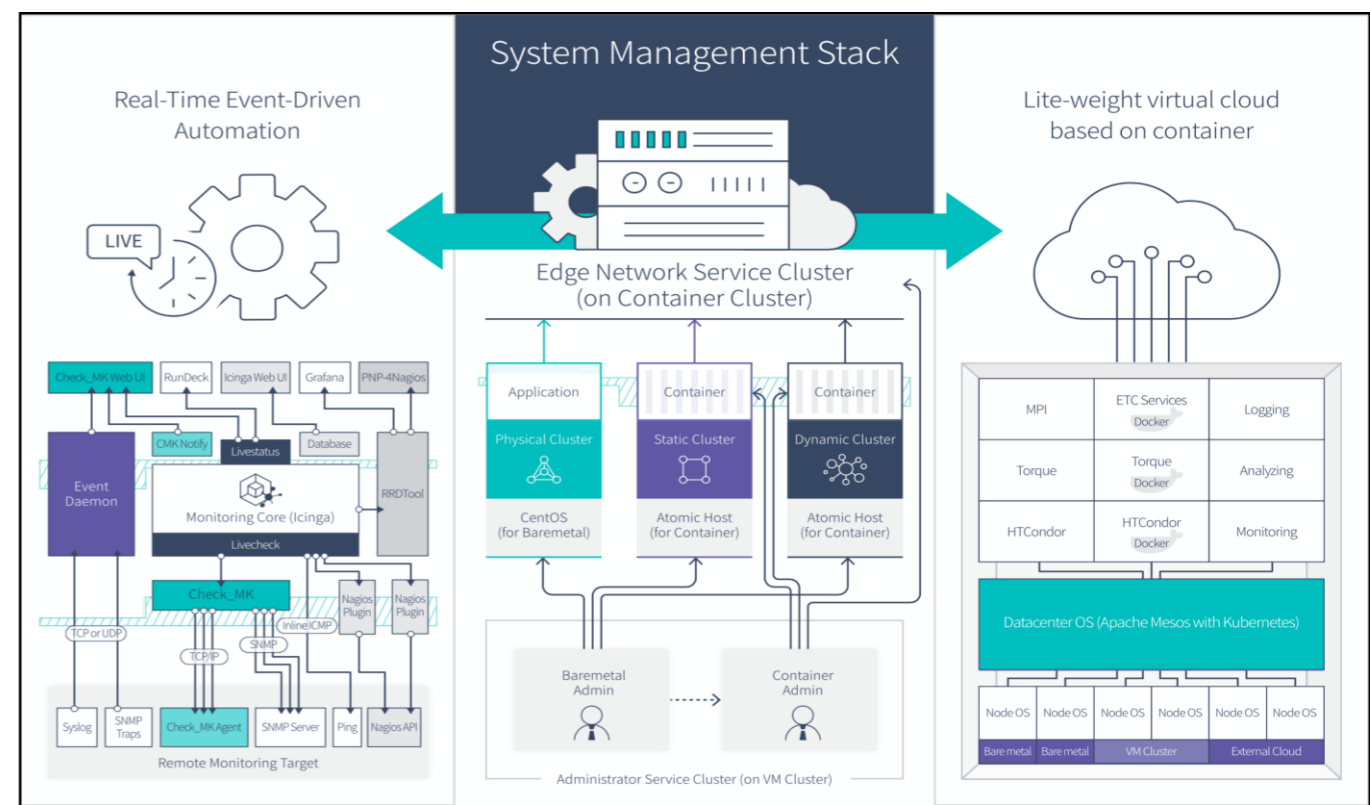 System Management Stack
Real-Time Event-Driven
Automation
LIVE
Check_MK Web UI
RunDeck
Icinga Web UI
Grafana
PNP-4Nagios
CMK Notify
Livestatus
Database
Event
Daemon
Monitoring Core (Icinga)
RRDTool
Livecheck
Check_MK
Nagios
Plugin
Nagios
Plugin
TCP or UDP
TCP/IP
SNMP
Inline ICMP
Syslog
SNMP
Traps
Check_MK Agent
SNMP Server
Ping
Nagios API
Remote Monitoring Target
Edge Network Service Cluster
(on Container Cluster)
Application
Container
Container
Physical Cluster
Static Cluster
Dynamic Cluster
CentOS
(for Baremetal)
Atomic Host
(for Container)
Atomic Host
(for Container)
Baremetal
Admin
Container
Admin
Administrator Service Cluster (on VM Cluster)
Lite-weight virtual cloud
based on container
MPI
ETC Services
Docker
Logging
Torque
Torque
Docker
Analyzing
HTCondor
HTCondor
Docker
Monitoring
Datacenter OS (Apache Mesos with Kubernetes)
Node OS
Node OS
Node OS
Node OS
Node OS
Node OS
Bare metal
Bare metal
VM Cluster
External Cloud